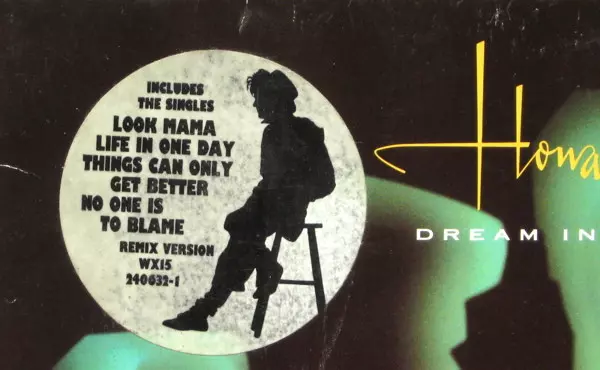 INCLUDES
THE SINGLES
LOOK MAMA
LIFE IN ONE DAY
THINGS CAN ONLY
GET BETTER
NO ONE IS
TO BLAME
REMIX VERSION
WX15
240632-1
Howa
DREAM IN